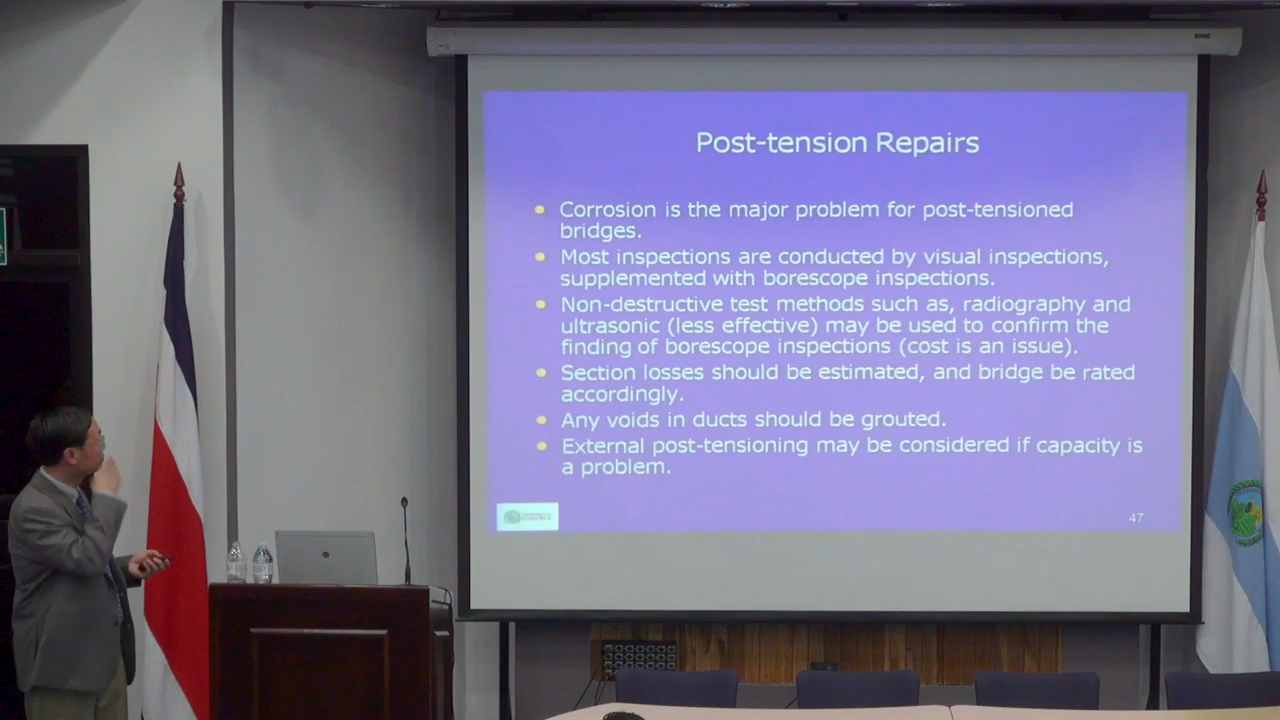 Post-tension Repairs
Corrosion is the major problem for post-tensioned
bridges.
Most inspections are conducted by visual inspections,
supplemented with borescope inspections.
Non-destructive test methods such as, radiography and
ultrasonic (less effective) may be used to confirm the
finding of borescope inspections (cost is an issue).
Section losses should be estimated, and bridge be rated
accordingly.
Any voids in ducts should be grouted.
External post-tensioning may be considered if capacity is
a problem.
47